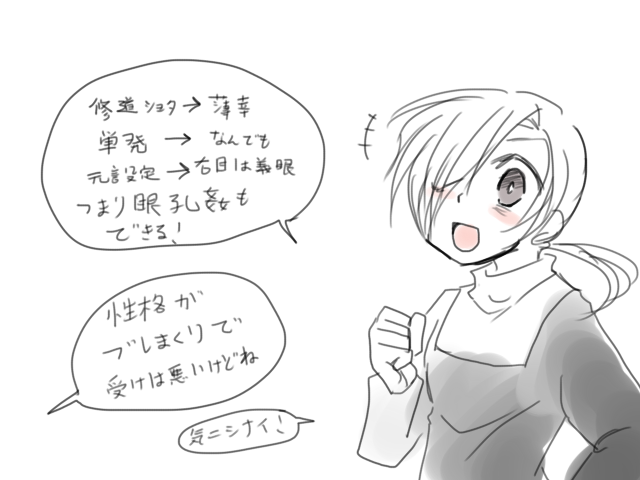 修道ショタ→薄幸
単発→なんでも
元設定→右目は義眼
つまり眼孔姦も
できる!
性格が
ブレまくりで
受けは悪いけどね
気ニシナイ!